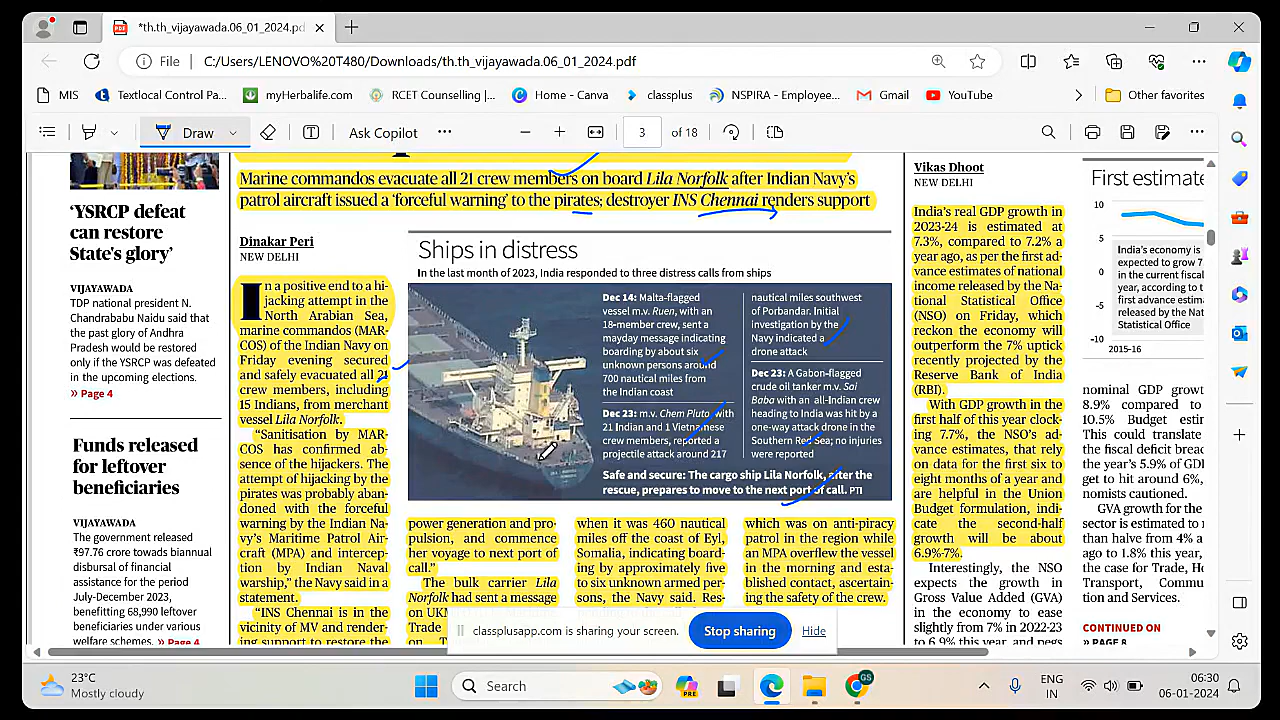 *th.th_vijayawada.06_01_2024.pd
File
C:/Users/LENOVO%20T480/Downloads/th.th_vijayawada.06_01_2024.pdf
MIS
Textlocal Control Pa...
myHerbalife.com
RCET Counselling |...
Home - Canva
classplus
NSPIRA - Employee...
Gmail
YouTube
Other favorites
Draw
Ask Copilot
3
of 18
Marine commandos evacuate all 21 crew members on board Lila Norfolk after Indian Navy's
patrol aircraft issued a 'forceful warning' to the pirates; destroyer INS Chennai renders support
'YSRCP defeat
can restore
State's glory'
VIJAYAWADA
TDP national president N.
Chandrababu Naidu said that
the past glory of Andhra
Pradesh would be restored
only if the YSRCP was defeated
in the upcoming elections.
» Page 4
Funds released
for leftover
beneficiaries
VIJAYAWADA
The government released
₹97.76 crore towards biannual
disbursal of financial
assistance for the period
July-December 2023,
benefitting 68,990 leftover
beneficiaries under various
welfare schemes. » Page 4
Dinakar Peri
NEW DELHI
In a positive end to a hi-
jacking attempt in the
North Arabian Sea,
marine commandos (MAR-
COS) of the Indian Navy on
Friday evening secured
and safely evacuated all 21
crew members, including
15 Indians, from merchant
vessel Lila Norfolk.
"Sanitisation by MAR-
COS has confirmed ab-
sence of the hijackers. The
attempt of hijacking by the
pirates was probably aban-
doned with the forceful
warning by the Indian Na-
vy's Maritime Patrol Air-
craft (MPA) and intercep-
tion by Indian Naval
warship," the Navy said in a
statement.
"INS Chennai is in the
vicinity of MV and render-
ing support to restore the
Ships in distress
In the last month of 2023, India responded to three distress calls from ships
Dec 14: Malta-flagged
vessel m.v. Ruen, with an
18-member crew, sent a
mayday message indicating
boarding by about six
unknown persons around
700 nautical miles from
the Indian coast
Dec 23: m.v. Chem Pluto, with
21 Indian and 1 Vietnamese
crew members, reported a
projectile attack around 217
nautical miles southwest
of Porbandar. Initial
investigation by the
Navy indicated a
drone attack
Dec 23: A Gabon-flagged
crude oil tanker m.v. Sai
Baba with an all-Indian crew
heading to India was hit by a
one-way attack drone in the
Southern Red Sea; no injuries
were reported
Safe and secure: The cargo ship Lila Norfolk, after the
rescue, prepares to move to the next port of call. PTI
power generation and pro-
pulsion, and commence
her voyage to next port of
call."
The bulk carrier Lila
Norfolk had sent a message
on UKM
Trade
on
when it was 460 nautical
miles off the coast of Eyl,
Somalia, indicating board-
ing by approximately five
to six unknown armed per-
sons, the Navy said. Res-
which was on anti-piracy
patrol in the region while
an MPA overflew the vessel
in the morning and esta-
blished contact, ascertain-
ing the safety of the crew.
Vikas Dhoot
NEW DELHI
India's real GDP growth in
2023-24 is estimated at
7.3%, compared to 7.2% a
year ago, as per the first ad-
vance estimates of national
income released by the Na-
tional Statistical Office
(NSO) on Friday, which
reckon the economy will
outperform the 7% uptick
recently projected by the
Reserve Bank of India
(RBI).
With GDP growth in the
first half of this year clock-
ing 7.7%, the NSO's ad-
vance estimates, that rely
on data for the first six to
eight months of a year and
are helpful in the Union
Budget formulation, indi-
cate the second-half
growth will be about
6.9%-7%.
Interestingly, the NSO
expects the growth in
Gross Value Added (GVA)
in the economy to ease
slightly from 7% in 2022-23
to 6.9% this year, and pegs
First estimate
10
5
0
-5
-10
India's economy is
expected to grow 7
in the current fiscal
year, according to t
first advance estim
released by the Nat
Statistical Office
2015-16
nominal GDP growt
8.9% compared to
10.5% Budget estim
This could translate
the fiscal deficit breac
the year's 5.9% of GDI
get to hit around 6%,
nomists cautioned.
GVA growth for the
sector is estimated to r
than halve from 4% a
ago to 1.8% this year,
the case for Trade, Ho
Transport, Commu
tion and Services.
CONTINUED ON
» PAGE 8
classplusapp.com is sharing your screen.
Stop sharing
Hide
23°C
Mostly cloudy
Search
PRE
GS
ENG
IN
06:30
06-01-2024